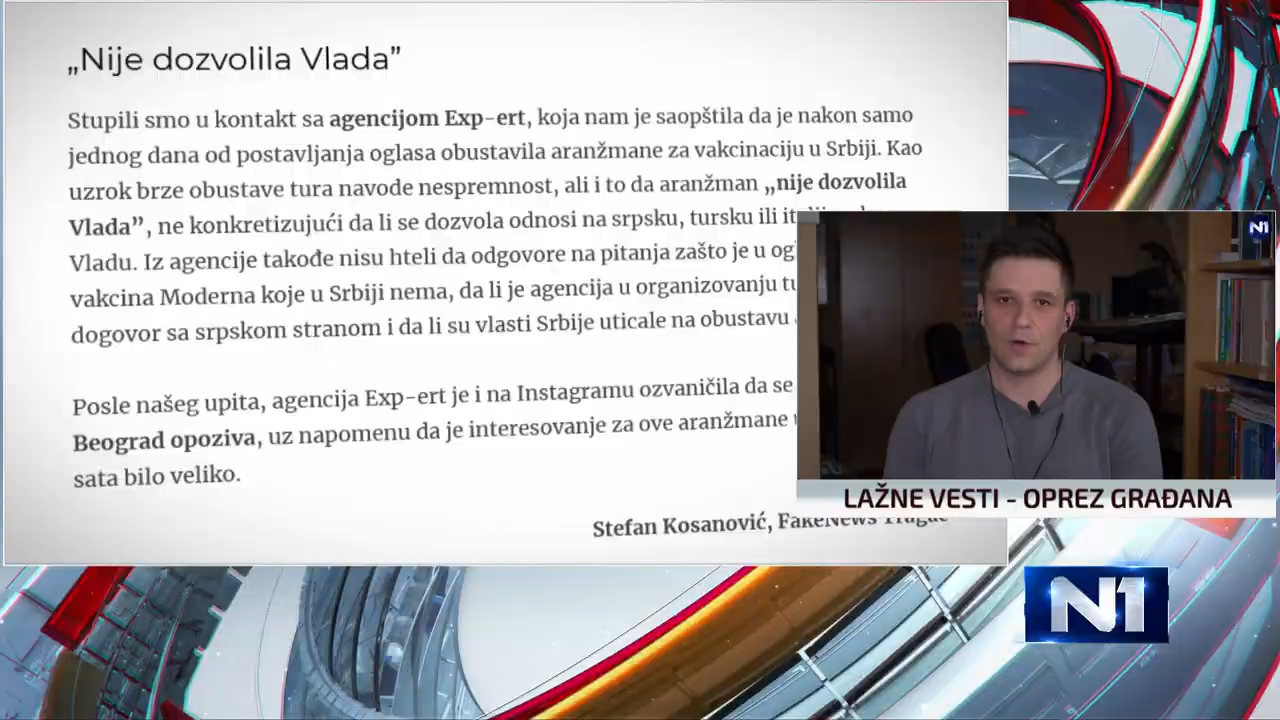 „Nije dozvolila Vlada”
Stupili smo u kontakt sa agencijom Exp-ert, koja nam je saopštila da je nakon samo
jednog dana od postavljanja oglasa obustavila aranžmane za vakcinaciju u Srbiji. Kao
uzrok brze obustave tura navode nespremnost, ali i to da aranžman „nije dozvolila
Vlada”, ne konkretizujući da li se dozvola odnosi na srpsku, tursku ili
Vladu. Iz agencije takođe nisu hteli da odgovore na pitanja zašto je u
vakcina Moderna koje u Srbiji nema, da li je agencija u organizovanju
dogovor sa srpskom stranom i da li su vlasti Srbije uticale na obustavu
Posle našeg upita, agencija Exp-ert je i na Instagramu ozvaničila da se
Beograd opoziva, uz napomenu da je interesovanje za ove aranžmane
sata bilo veliko.
Stefan Kosanović, FakeNews Tragač
N1
LAŽNE VESTI - OPREZ GRAĐANA
N1